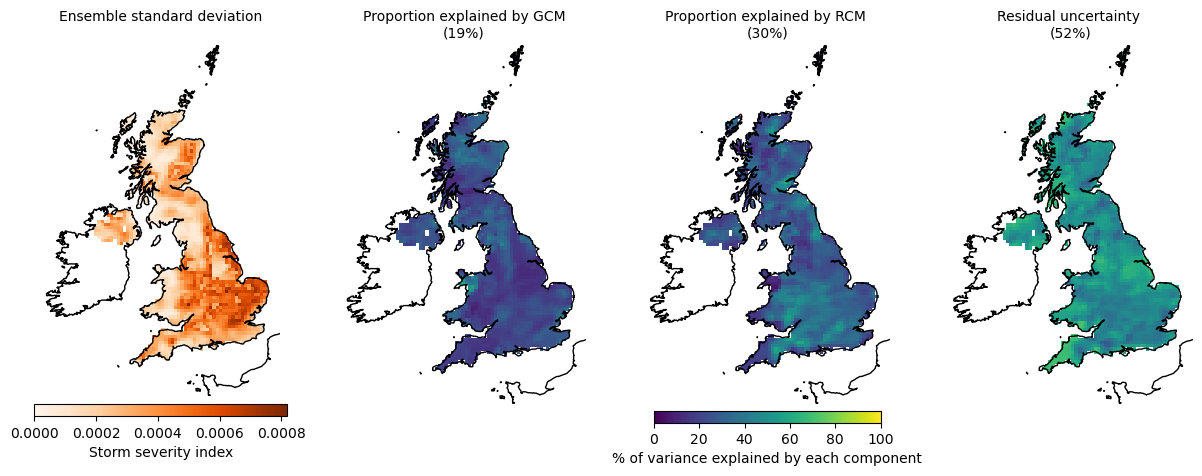 Ensemble standard deviation
Proportion explained by GCM
(19%)
Proportion explained by RCM
(30%)
Residual uncertainty
(52%)
0.0000 0.0002 0.0004 0.0006 0.0008
Storm severity index
0 20 40 60 80 100
% of variance explained by each component